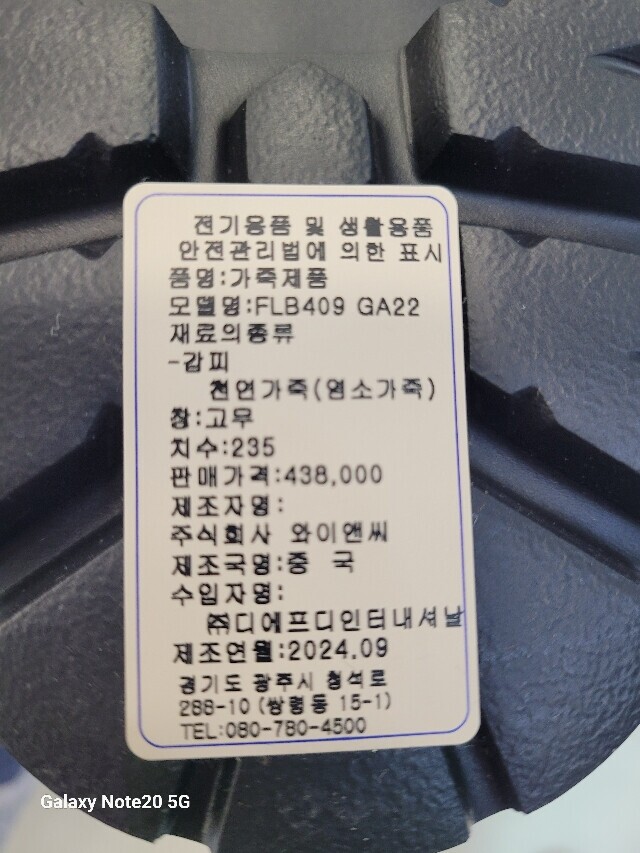 전기용품 및 생활용품
안전관리법에 의한 표시
품명:가죽제품
모델명:FLB409 GA22
재료의종류
-갑피
천연가죽(염소가죽)
창:고무
치수:235
판매가격:438,000
제조자명:
주식회사 와이앤씨
제조국명:중 국
수입자명:
㈜디에프디인터내셔날
제조연월:2024.09
경기도 광주시 청석로
288-10 (쌍령동 15-1)
TEL:080-780-4500
Galaxy Note20 5G